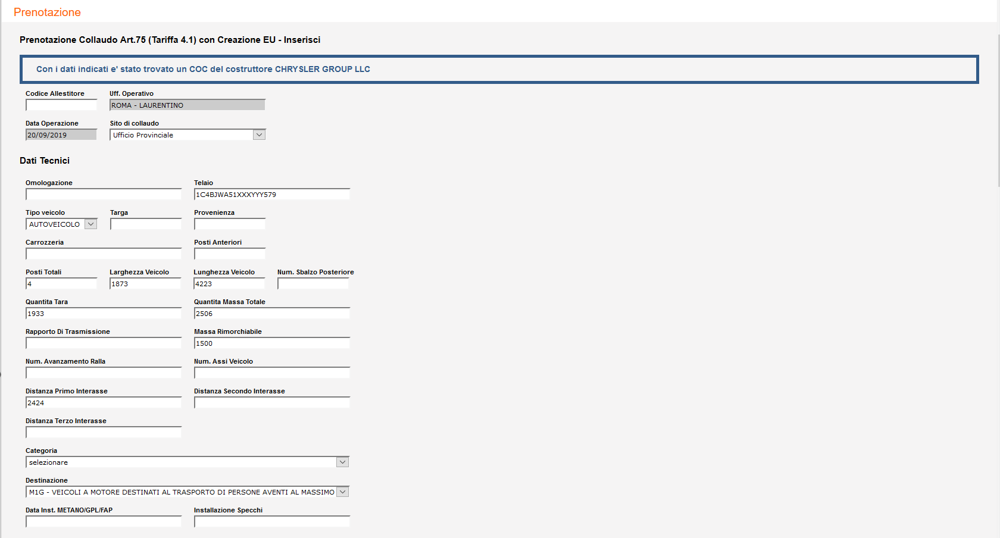 Prenotazione
Prenotazione Collaudo Art.75 (Tariffa 4.1) con Creazione EU - Inserisci
Con i dati indicati e' stato trovato un COC del costruttore CHRYSLER GROUP LLC
Codice Allestitore Uff. Operativo
ROMA - LAURENTINO
Data Operazione Sito di collaudo
20/09/2019 Ufficio Provinciale
Dati Tecnici
Omologazione Telaio
1C4BJWA51XXXYYY579
Tipo veicolo Targa Provenienza
AUTOVEICOLO
Carrozzeria Posti Anteriori
Posti Totali Larghezza Veicolo Lunghezza Veicolo Num. Sbalzo Posteriore
4 1873 4223
Quantita Tara Quantita Massa Totale
1933 2506
Rapporto Di Trasmissione Massa Rimorchiabile
1500
Num. Avanzamento Ralla Num. Assi Veicolo
Distanza Primo Interasse Distanza Secondo Interasse
2424
Distanza Terzo Interasse
Categoria
selezionare
Destinazione
M1G - VEICOLI A MOTORE DESTINATI AL TRASPORTO DI PERSONE AVENTI AL MASSIMO
Data Inst. METANO/GPL/FAP Installazione Specchi